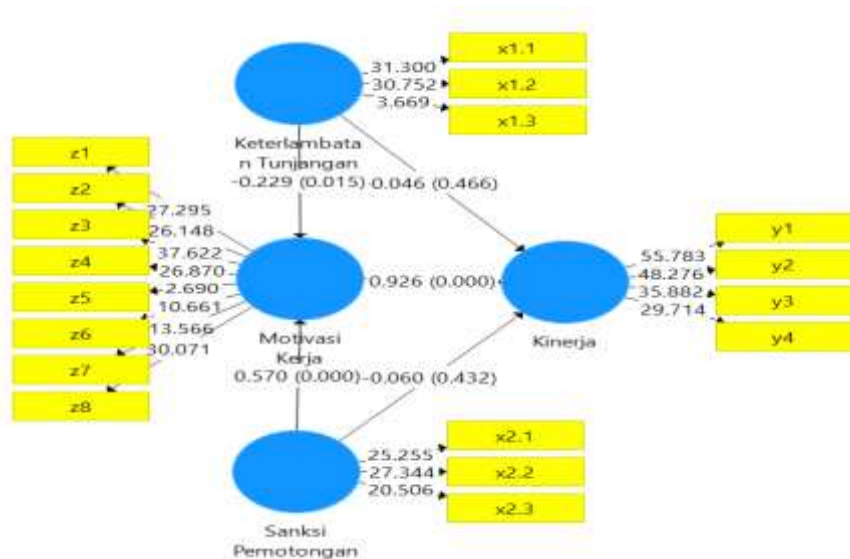 x1.1
31.300
30.752
x1.2
3.669
x1.3
Keterlambata
n Tunjangan
-0.229 (0.015)
0.046 (0.466)
z1
z2
z3
z4
z5
z6
z7
z8
27.295
26.148
37.622
26.870
2.690
10.661
13.566
30.071
Motivasi
Kerja
0.926 (0.000)
Kinerja
55.783
48.276
35.882
29.714
y1
y2
y3
y4
0.570 (0.000)
-0.060 (0.432)
25.255
27.344
20.506
x2.1
x2.2
x2.3
Sanksi
Pemotongan